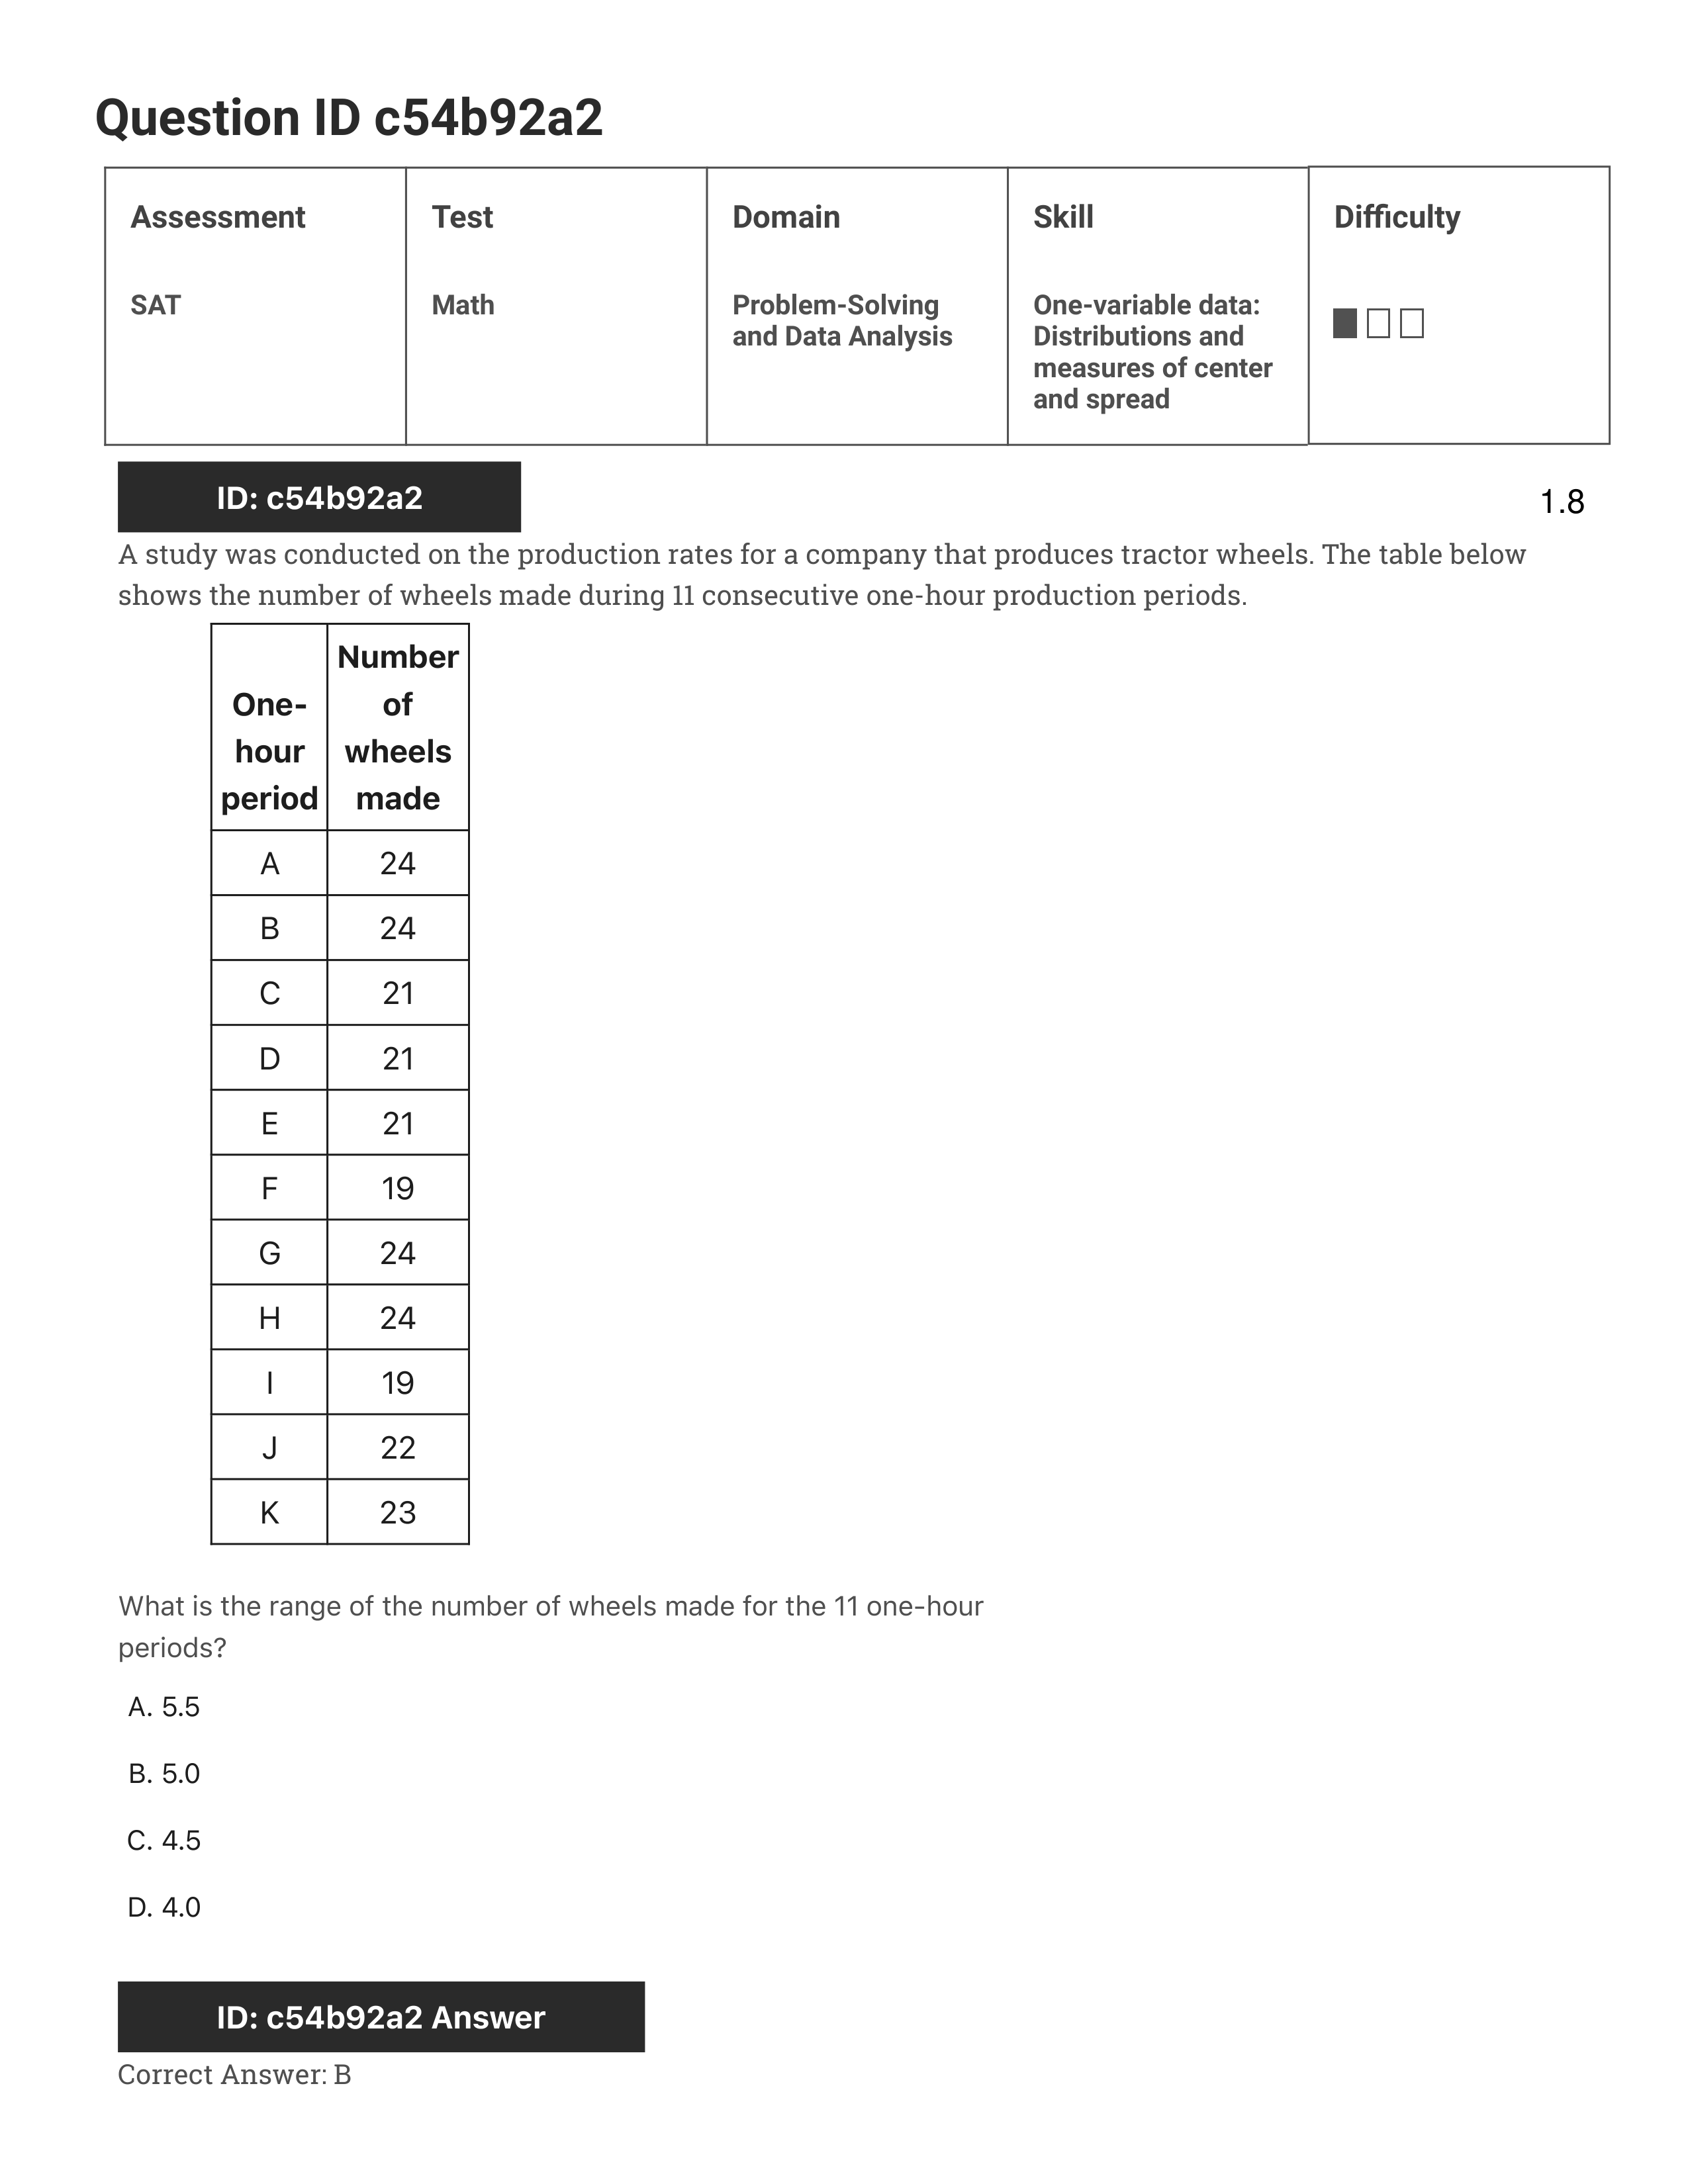 Question ID c54b92a2
Assessment Test Domain Skill Difficulty
SAT Math Problem-Solving One-variable data:
and Data Analysis Distributions and
measures of center
and spread
ID: c54b92a2
1.8
A study was conducted on the production rates for a company that produces tractor wheels. The table below
shows the number of wheels made during 11 consecutive one-hour production periods.
One-hour period Number of wheels made
A 24
B 24
C 21
D 21
E 21
F 19
G 24
H 24
I 19
J 22
K 23
What is the range of the number of wheels made for the 11 one-hour
periods?
A. 5.5
B. 5.0
C. 4.5
D. 4.0
ID: c54b92a2 Answer
Correct Answer: B